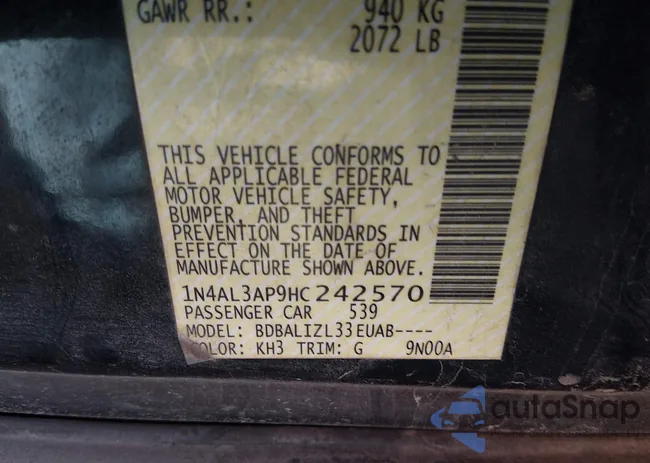 GAWR RR.: 940 KG
2072 LB
THIS VEHICLE CONFORMS TO
ALL APPLICABLE FEDERAL
MOTOR VEHICLE SAFETY,
BUMPER, AND THEFT
PREVENTION STANDARDS IN
EFFECT ON THE DATE OF
MANUFACTURE SHOWN ABOVE.
1N4AL3AP9HC242570
PASSENGER CAR 539
MODEL: BDBALIZL33EUAB----
COLOR: KH3 TRIM: G 9N00A
autaSnap